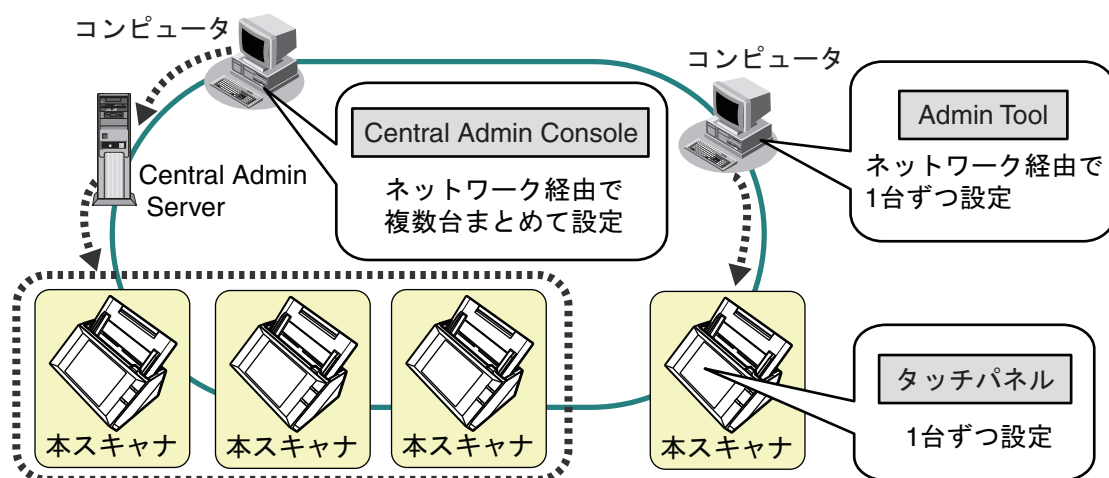 コンピュータ
コンピュータ
Central Admin Console
ネットワーク経由で
複数台まとめて設定
Admin Tool
ネットワーク経由で
1台ずつ設定
Central Admin
Server
本スキャナ
本スキャナ
本スキャナ
本スキャナ
タッチパネル
1台ずつ設定